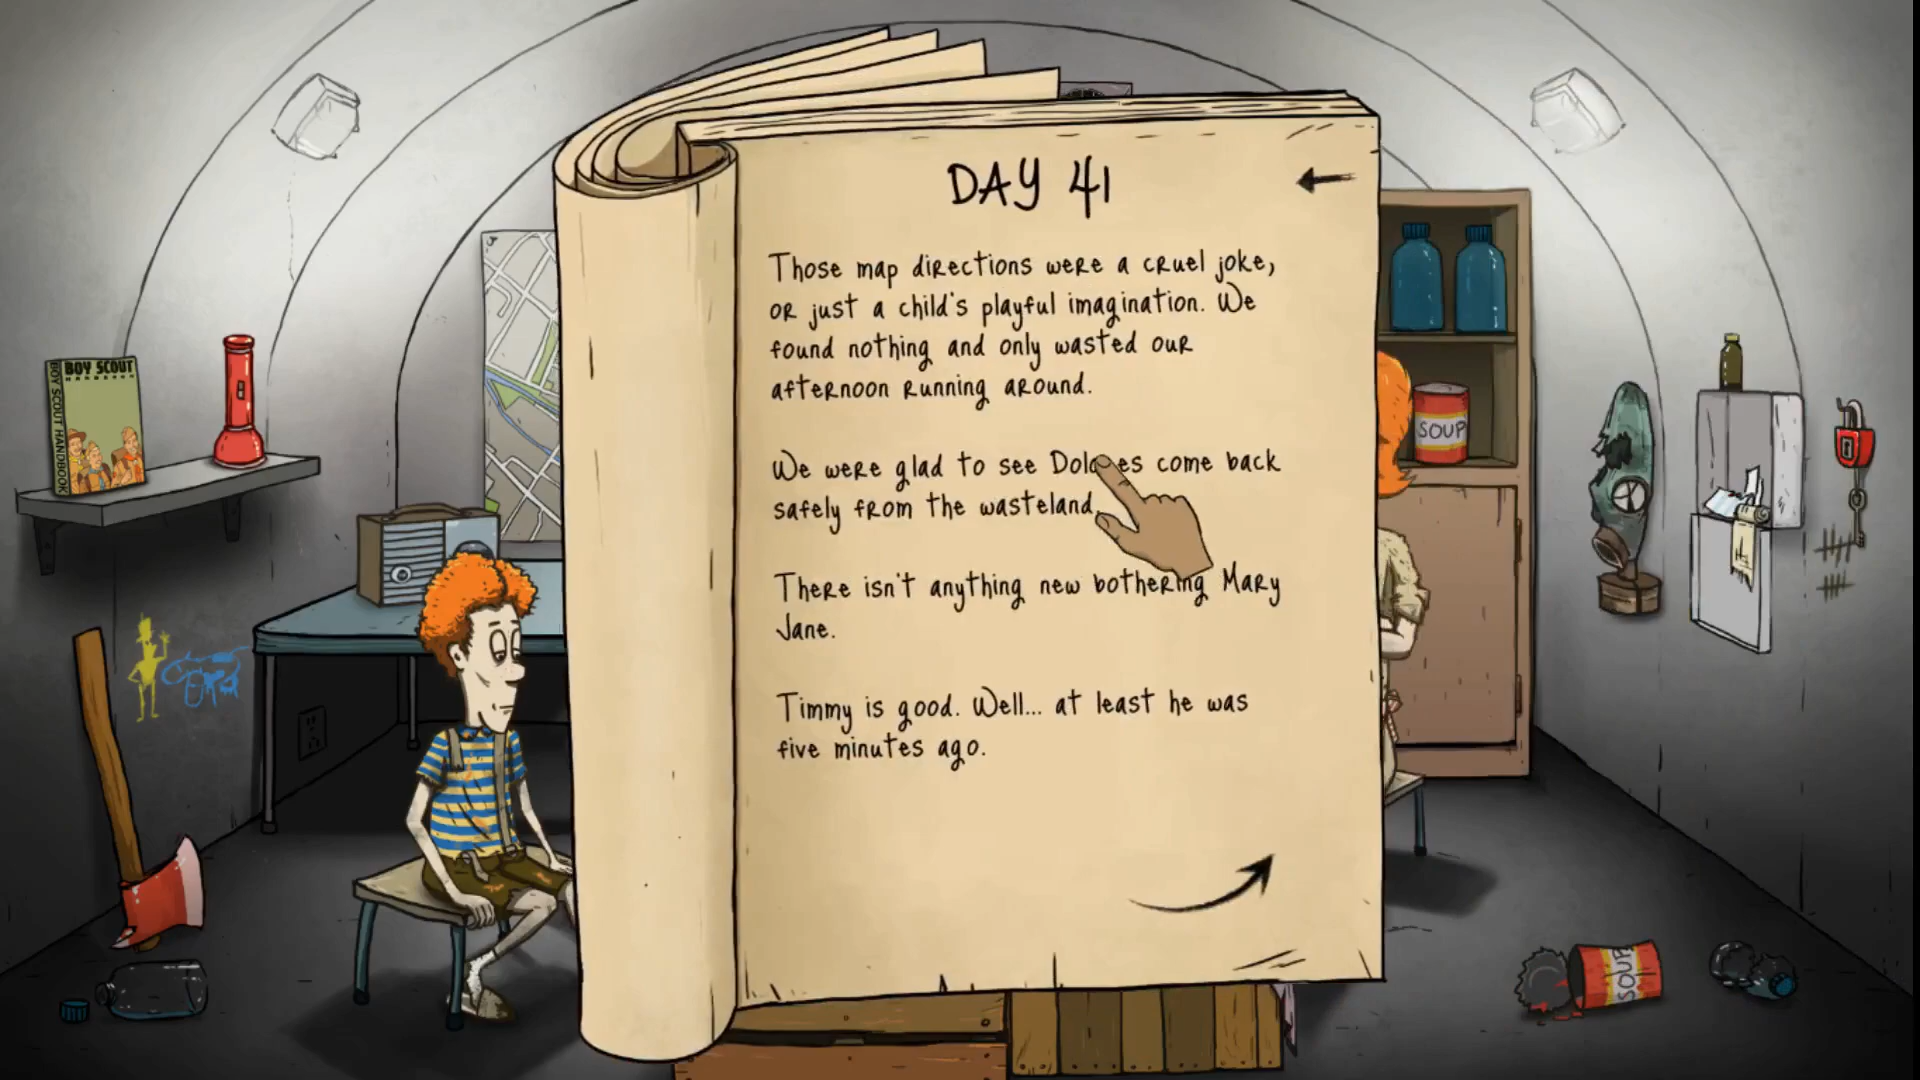 DAY 41
Those map directions were a cruel joke,
or just a child's playful imagination. We
found nothing and only wasted our
afternoon running around.
We were glad to see Dolores come back
safely from the wasteland.
There isn't anything new bothering Mary
Jane.
Timmy is good. Well... at least he was
five minutes ago.
BOY SCOUT
BOY SCOUT HANDBOOK
SOUP
SOUP